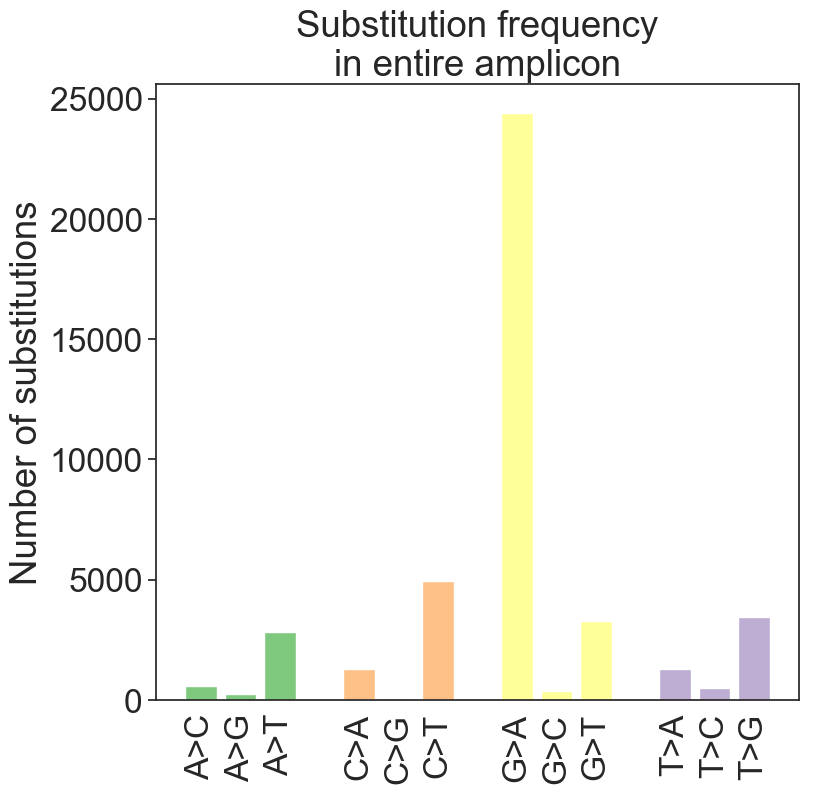 Substitution frequency
in entire amplicon
Number of substitutions
25000
20000
15000
10000
5000
0
A>C
A>G
A>T
C>A
C>G
C>T
G>A
G>C
G>T
T>A
T>C
T>G